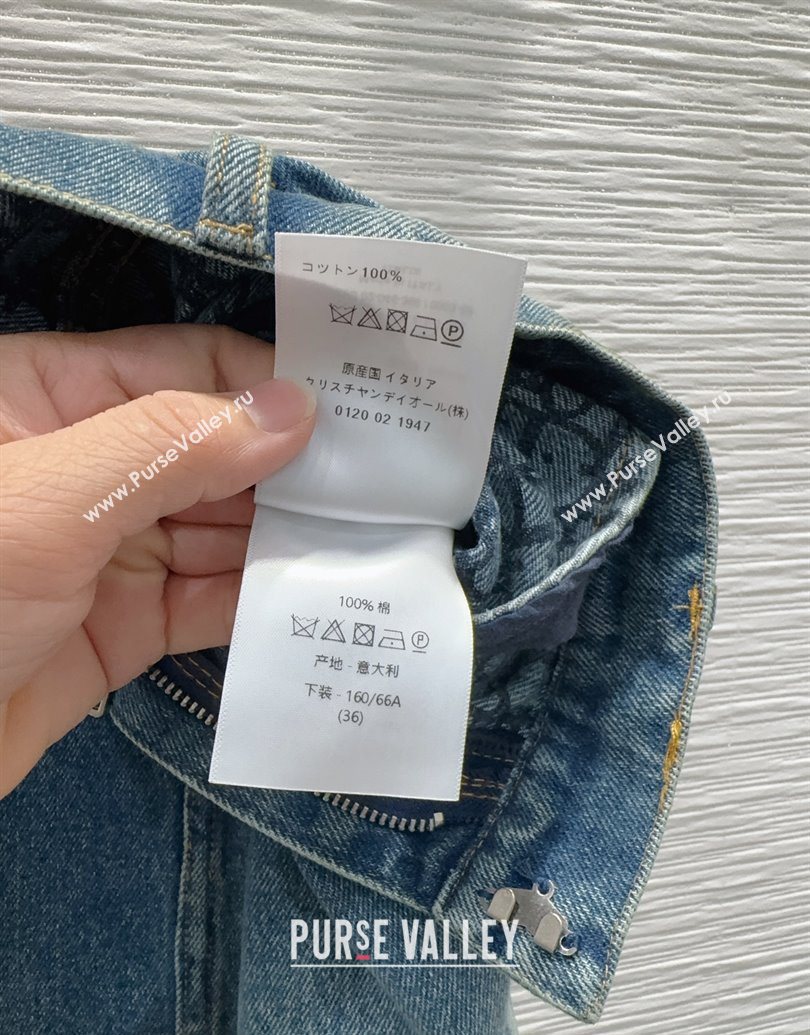 コットン100%
原産国 イタリア
クリスチャンディオール(株)
0120 02 1947
www.PurseValley.ru
www.PurseValley.ru
100% 棉
产地 - 意大利
下装 - 160/66A
(36)
PURSE VALLEY